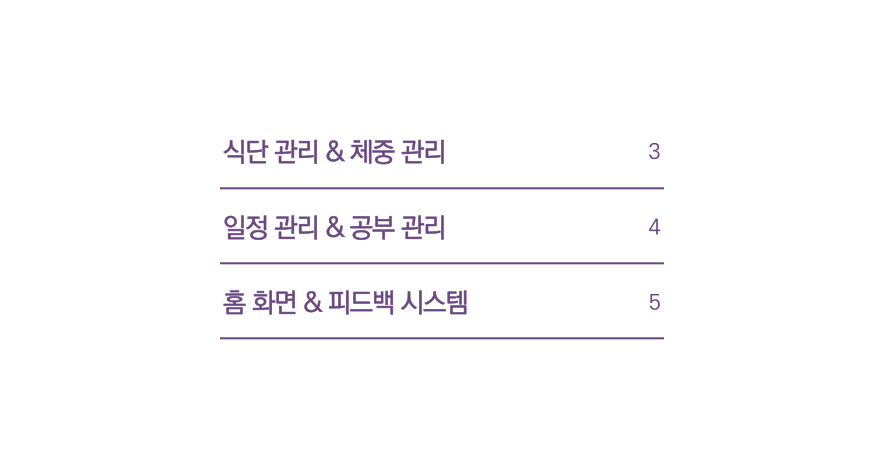 식단 관리 & 체중 관리 3
일정 관리 & 공부 관리 4
홈 화면 & 피드백 시스템 5